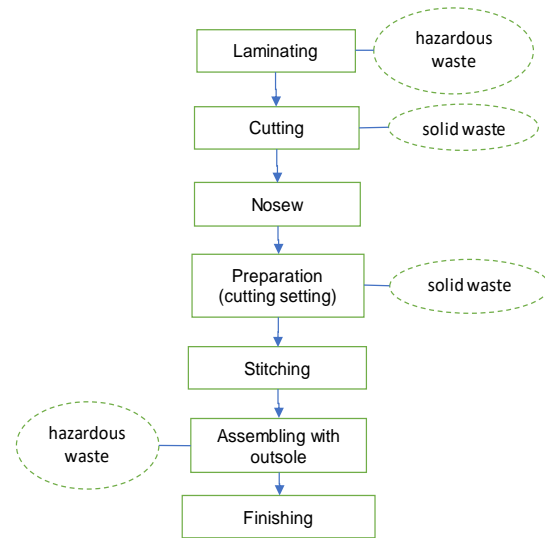 Laminating
hazardous
waste
Cutting
solid waste
Nosew
Preparation
(cutting setting)
solid waste
Stitching
hazardous
waste
Assembling with
outsole
Finishing